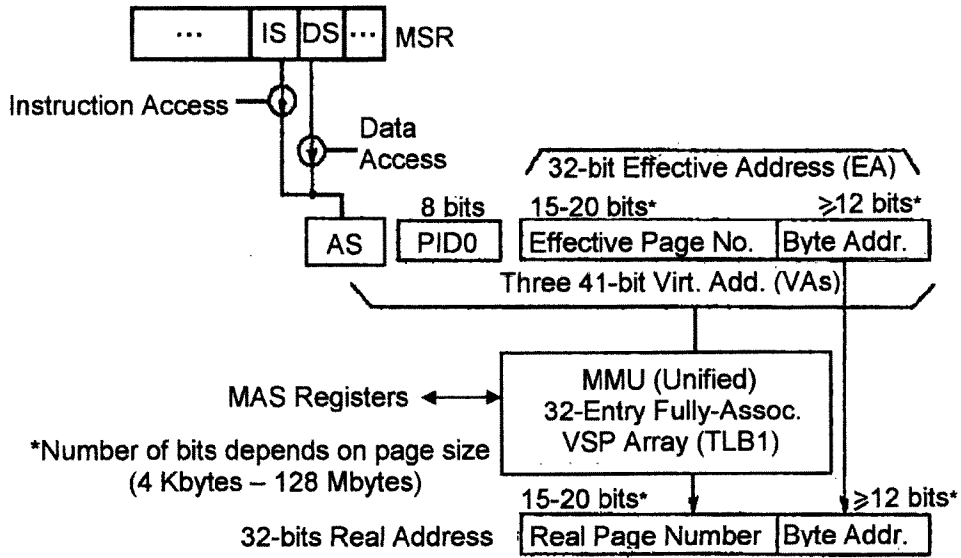 ... IS DS ... MSR
Instruction Access
Data
Access
32-bit Effective Address (EA)
8 bits 15-20 bits* ⩾12 bits*
AS PID0 Effective Page No. Byte Addr.
Three 41-bit Virt. Add. (VAs)
MMU (Unified)
32-Entry Fully-Assoc.
VSP Array (TLB1)
MAS Registers
*Number of bits depends on page size
(4 Kbytes – 128 Mbytes)
15-20 bits* ⩾12 bits*
32-bits Real Address Real Page Number Byte Addr.